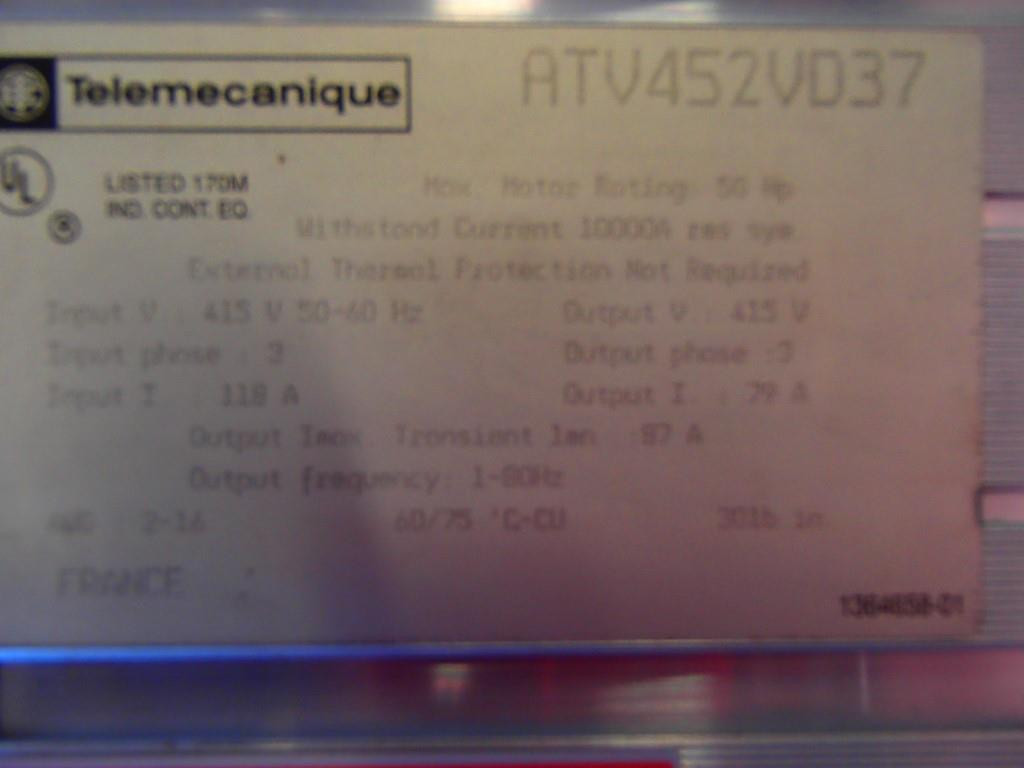 Telemecanique
ATV452VD37
UL
LISTED 170M
IND. CONT. EQ.
Max. Motor Rating: 50 Hp
Withstand Current 10000A rms sym
External Thermal Protection Not Required
Input V : 415 V 50-60 Hz
Output V : 415 V
Input phase : 3
Output phase :3
Input I. : 118 A
Output I. : 79 A
Output Imax Transient 1mn :87 A
Output frequency: 1-80Hz
AWG : 2-16
60/75 °C-CU
30lb in
FRANCE
1364658-01